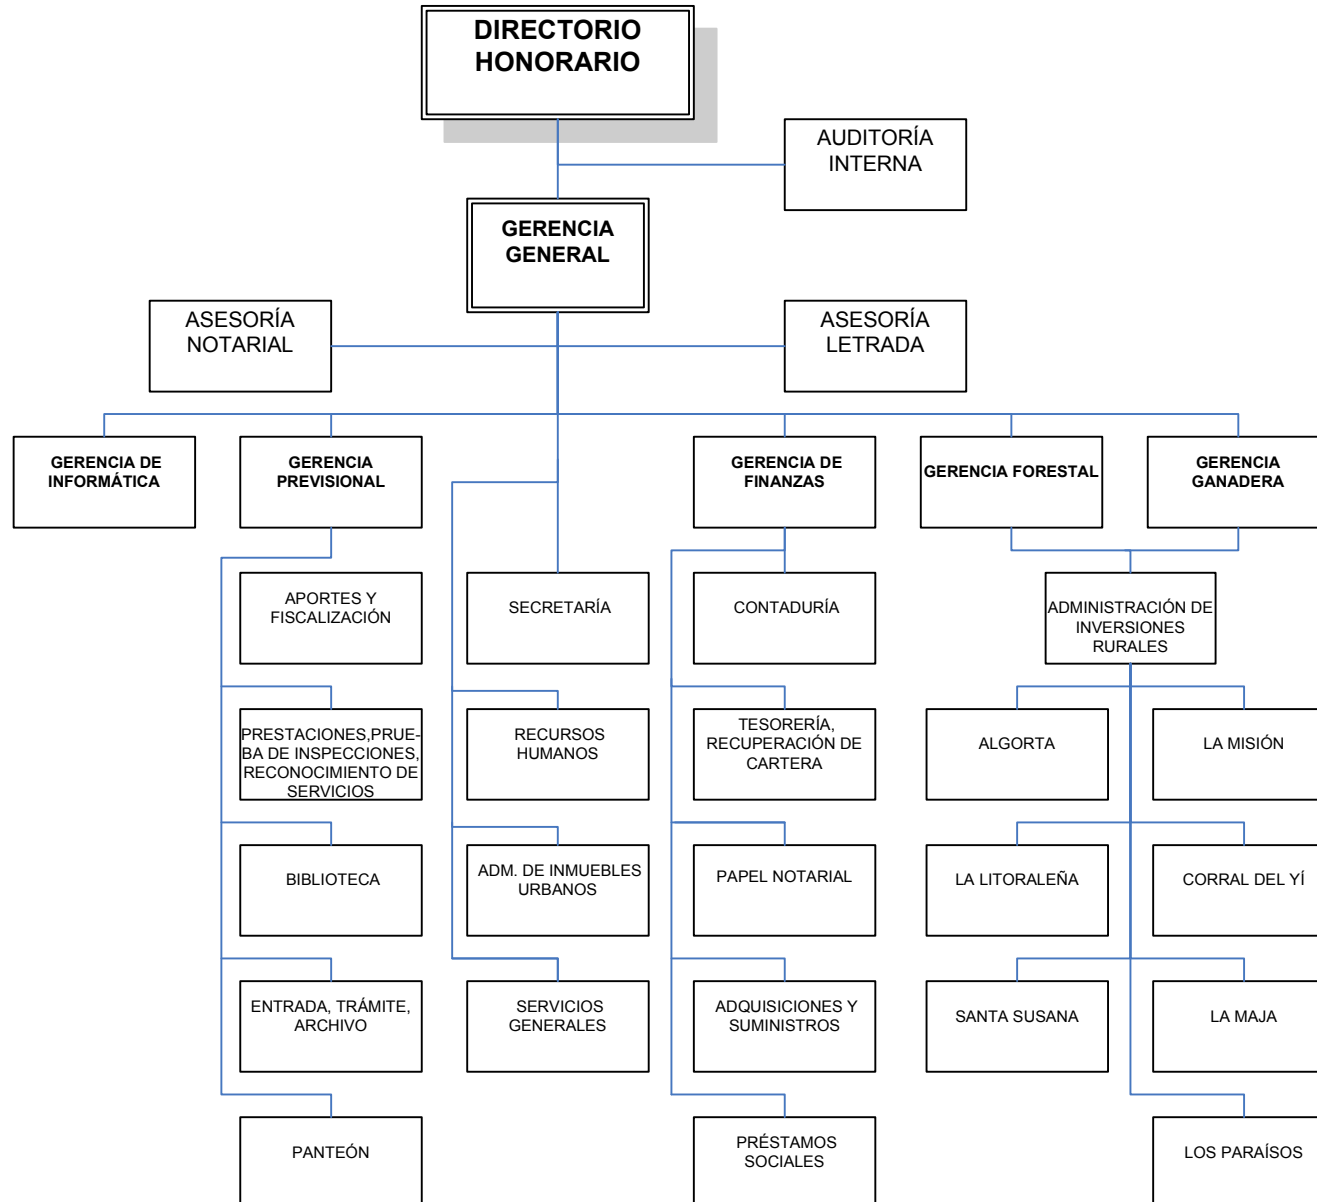 DIRECTORIO
HONORARIO
AUDITORÍA
INTERNA
GERENCIA
GENERAL
ASESORÍA
NOTARIAL
ASESORÍA
LETRADA
GERENCIA DE
INFORMÁTICA
GERENCIA
PREVISIONAL
GERENCIA DE
FINANZAS
GERENCIA FORESTAL
GERENCIA
GANADERA
APORTES Y
FISCALIZACIÓN
SECRETARÍA
CONTADURÍA
ADMINISTRACIÓN DE
INVERSIONES
RURALES
PRESTACIONES,PRUE-
BA DE INSPECCIONES,
RECONOCIMIENTO DE
SERVICIOS
RECURSOS
HUMANOS
TESORERÍA,
RECUPERACIÓN DE
CARTERA
ALGORTA
LA MISIÓN
BIBLIOTECA
ADM. DE INMUEBLES
URBANOS
PAPEL NOTARIAL
LA LITORALEÑA
CORRAL DEL YÍ
ENTRADA, TRÁMITE,
ARCHIVO
SERVICIOS
GENERALES
ADQUISICIONES Y
SUMINISTROS
SANTA SUSANA
LA MAJA
PANTEÓN
PRÉSTAMOS
SOCIALES
LOS PARAÍSOS